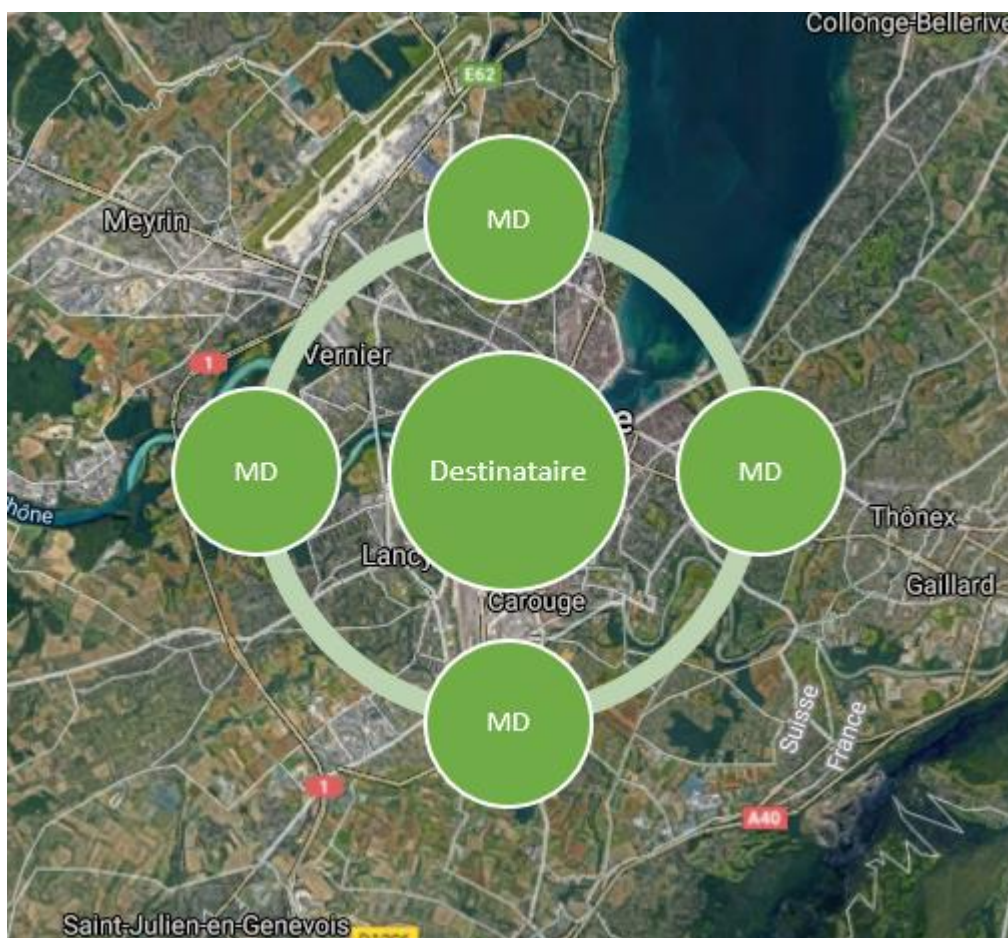 Collonge-Bellerive
E62
Meyrin
MD
1
Vernier
MD
Destinataire
e
MD
Rhône
Thônex
Lancy
Gaillard
Carouge
MD
Suisse
France
1
A40
Saint-Julien-en-Genevois